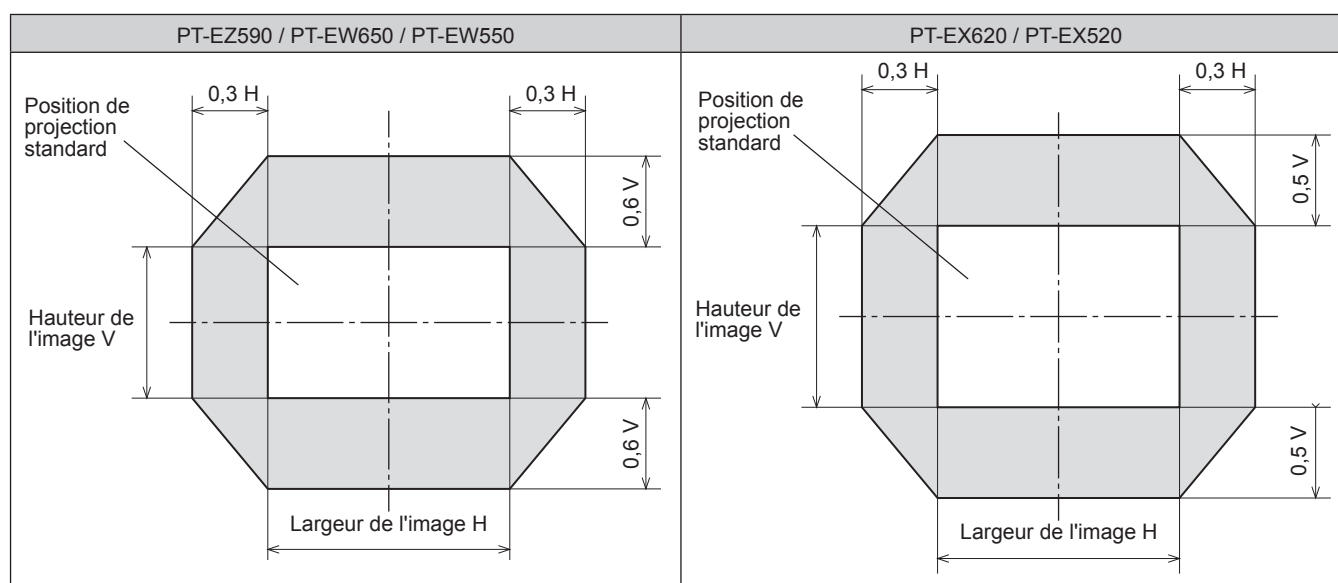 PT-EZ590 / PT-EW650 / PT-EW550
0,3 H
0,3 H
Position de
projection
standard
0,6 V
Hauteur de
l'image V
0,6 V
Largeur de l'image H
PT-EX620 / PT-EX520
0,3 H
0,3 H
Position de
projection
standard
0,5 V
Hauteur de
l'image V
0,5 V
Largeur de l'image H